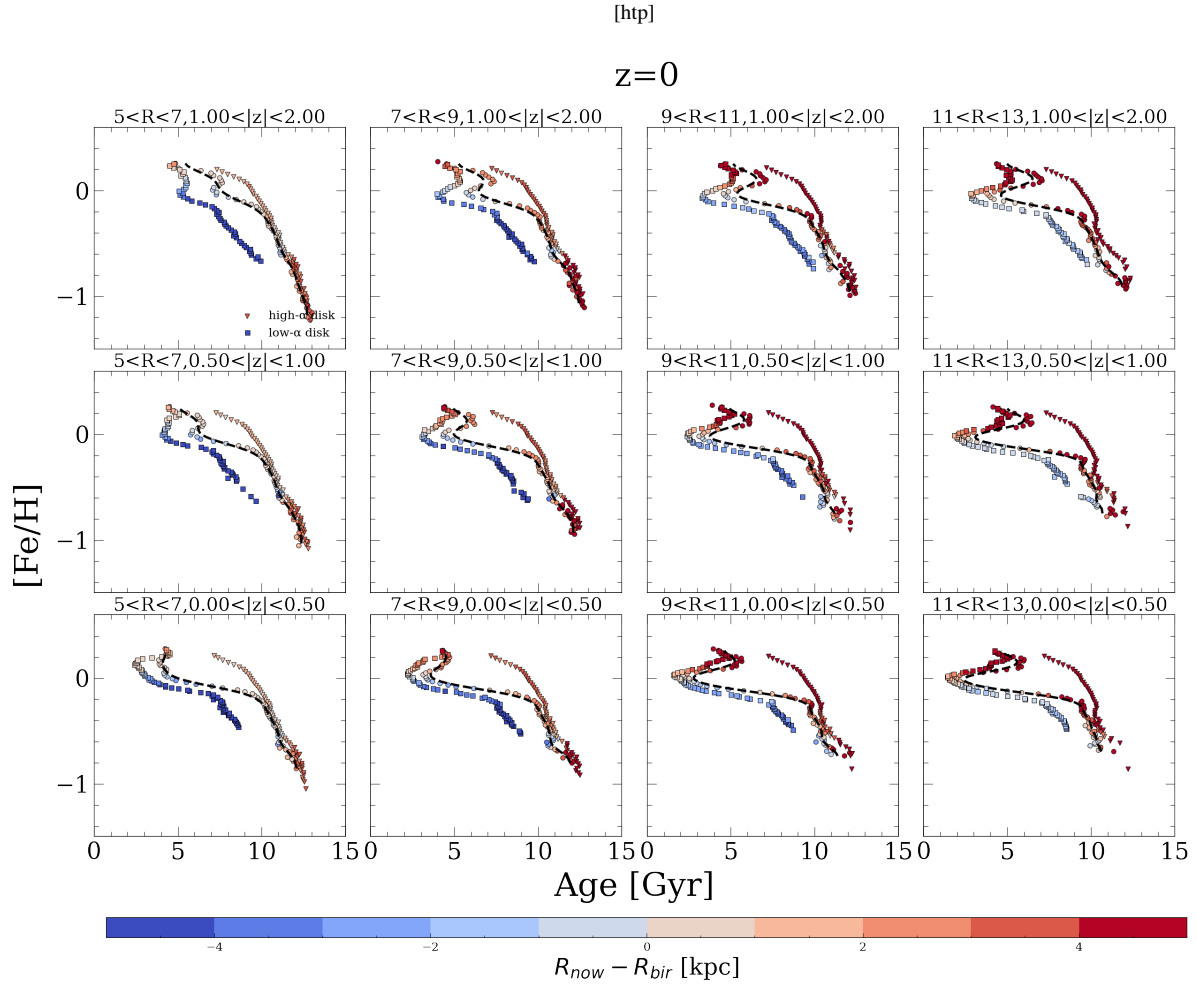 [htp]
z=0
5<R<7,1.00<|z|<2.00
7<R<9,1.00<|z|<2.00
9<R<11,1.00<|z|<2.00
11<R<13,1.00<|z|<2.00
0
−1
high-α disk
low-α disk
5<R<7,0.50<|z|<1.00
7<R<9,0.50<|z|<1.00
9<R<11,0.50<|z|<1.00
11<R<13,0.50<|z|<1.00
0
−1
[Fe/H]
5<R<7,0.00<|z|<0.50
7<R<9,0.00<|z|<0.50
9<R<11,0.00<|z|<0.50
11<R<13,0.00<|z|<0.50
0
−1
0 5 10 15 0 5 10 15 0 5 10 15 0 5 10 15
Age [Gyr]
−4 −2 0 2 4
Rnow − Rbir [kpc]